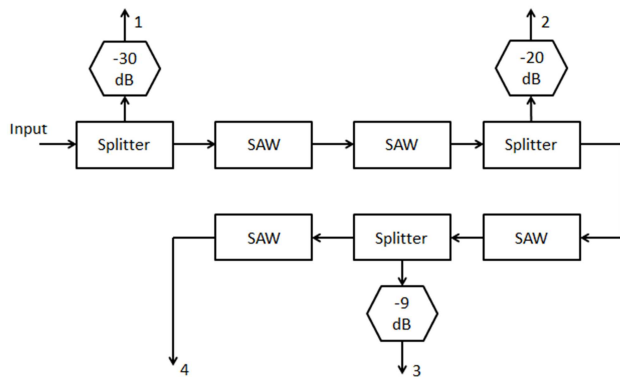 1
2
-30
dB
-20
dB
Input
Splitter
SAW
SAW
Splitter
SAW
Splitter
SAW
-9
dB
4
3